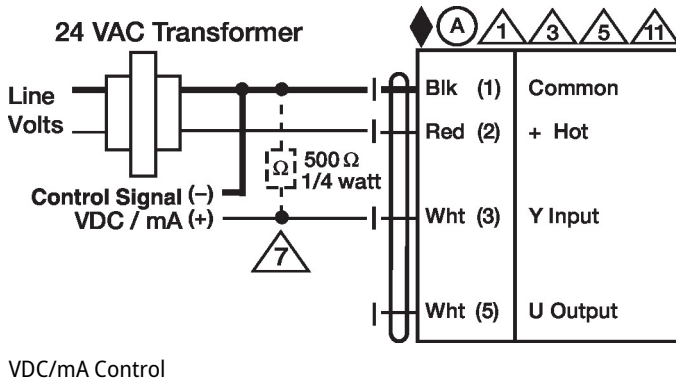 24 VAC Transformer
A 1 3 5 11
Line
Volts
Blk (1) Common
Red (2) + Hot
Ω 500 Ω
1/4 watt
Control Signal (–)
VDC / mA (+)
Wht (3) Y Input
7
Wht (5) U Output
VDC/mA Control